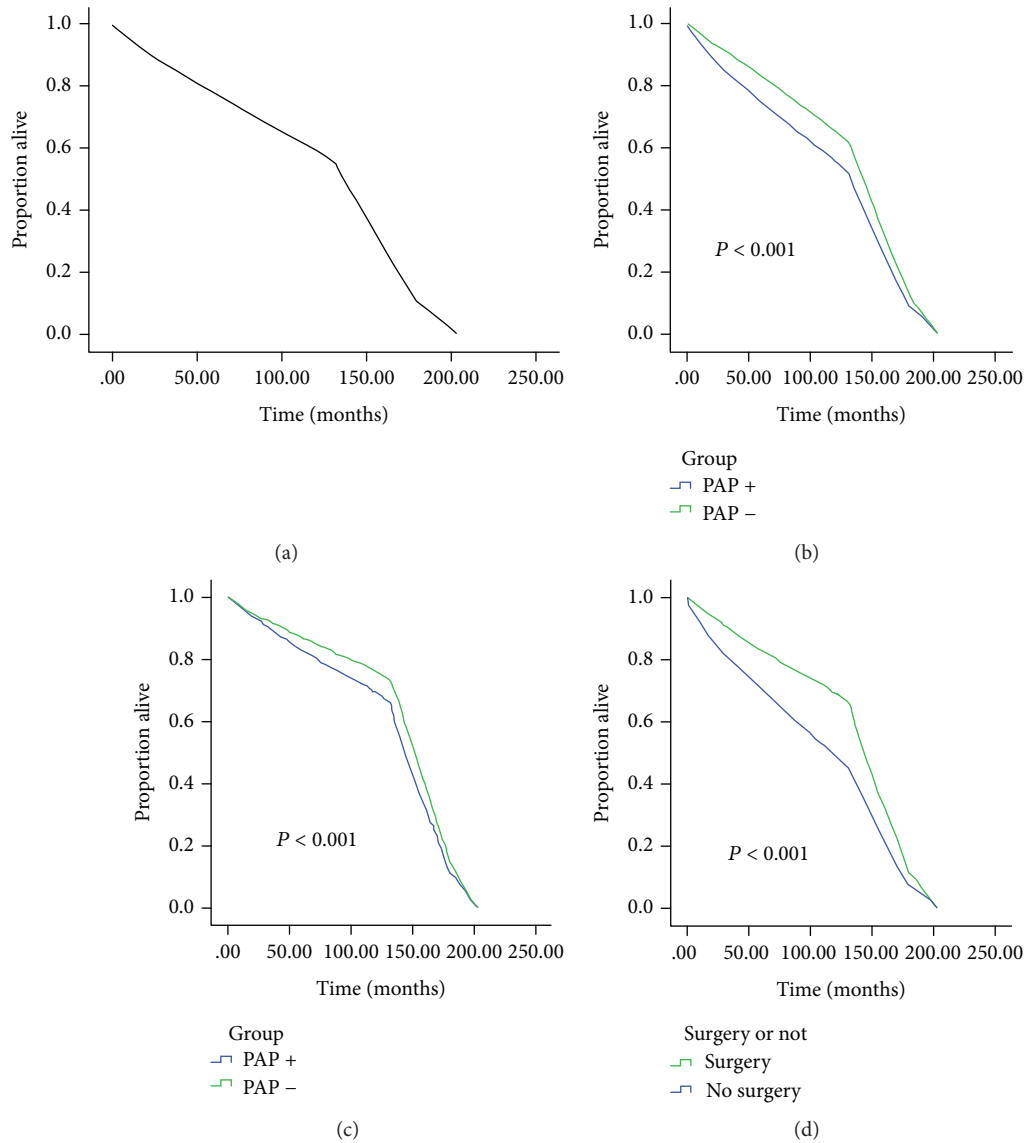 1.0
0.8
0.6
0.4
0.2
0.0
Proportion alive
.00 50.00 100.00 150.00 200.00 250.00
Time (months)
(a)
1.0
0.8
0.6
0.4
0.2
0.0
Proportion alive
P < 0.001
.00 50.00 100.00 150.00 200.00 250.00
Time (months)
Group
PAP +
PAP −
(b)
1.0
0.8
0.6
0.4
0.2
0.0
Proportion alive
P < 0.001
.00 50.00 100.00 150.00 200.00 250.00
Time (months)
Group
PAP +
PAP −
(c)
1.0
0.8
0.6
0.4
0.2
0.0
Proportion alive
P < 0.001
.00 50.00 100.00 150.00 200.00 250.00
Time (months)
Surgery or not
Surgery
No surgery
(d)